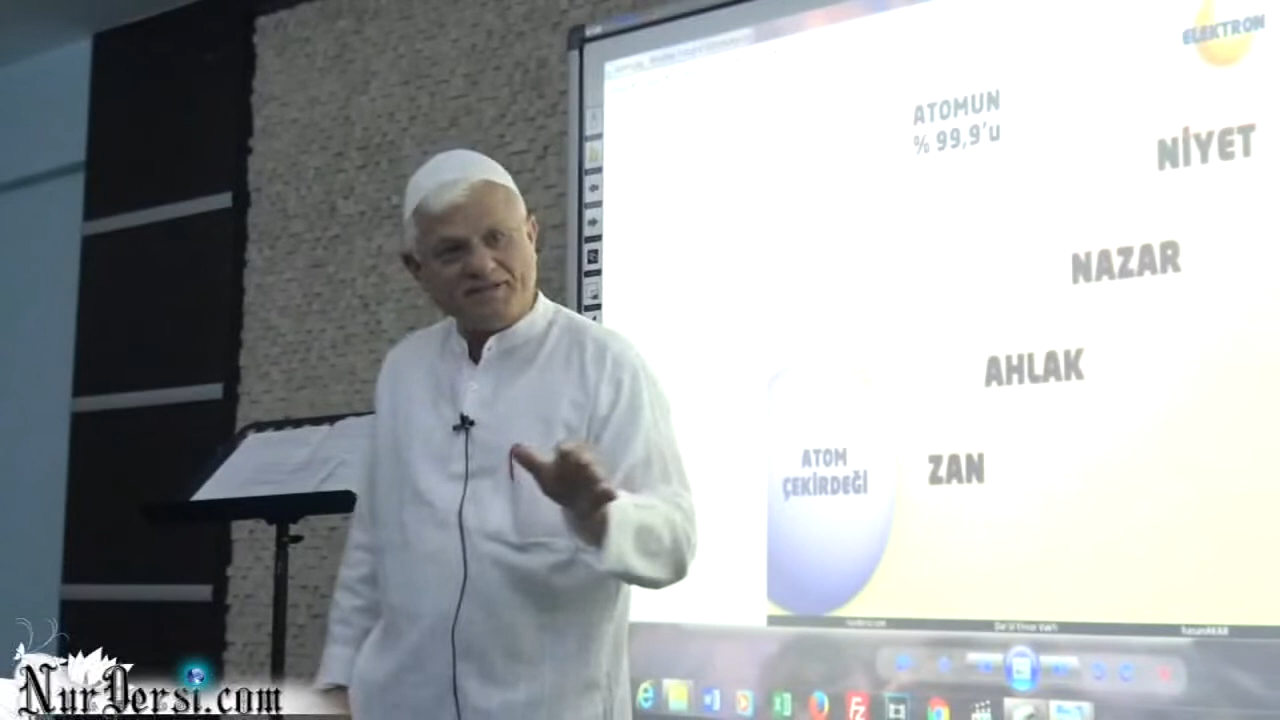 ELEKTRON
ATOMUN
% 99,9'u
NİYET
NAZAR
AHLAK
ZAN
ATOM
ÇEKİRDEĞİ
NurDersi.com